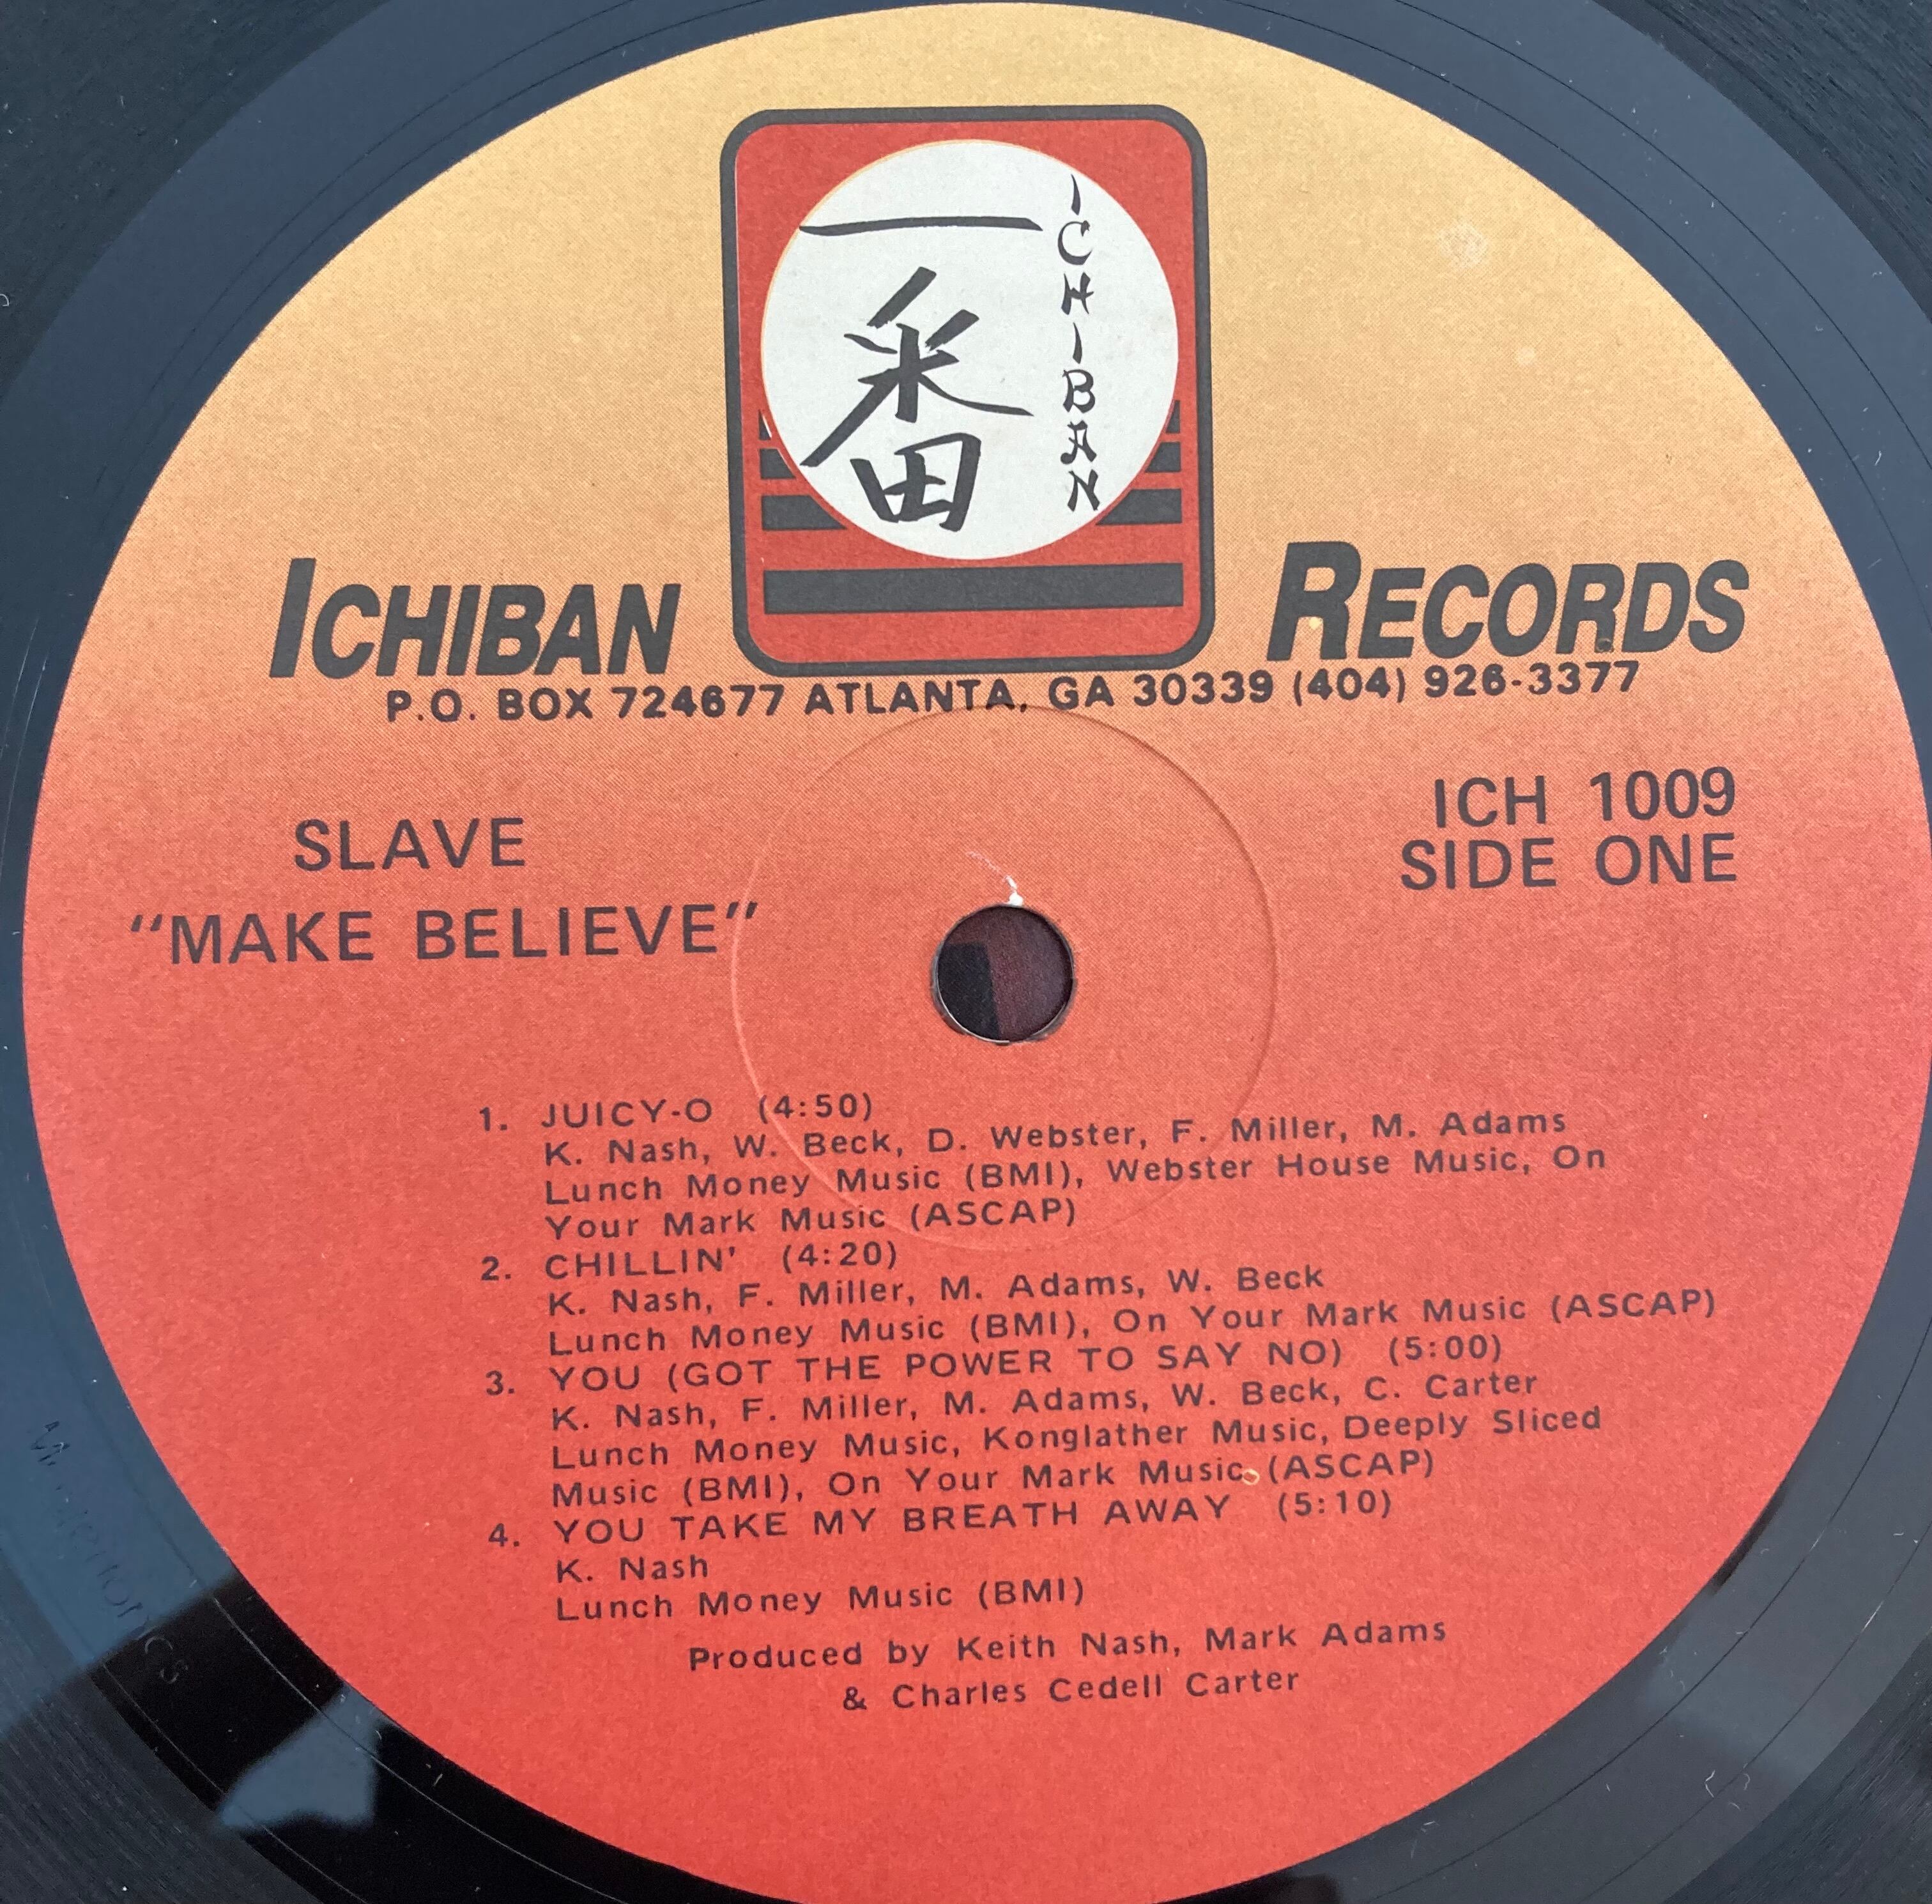 一番
ICHIBAN
ICHIBAN RECORDS
P.O. BOX 724677 ATLANTA, GA 30339 (404) 926-3377
SLAVE
"MAKE BELIEVE"
ICH 1009
SIDE ONE
1. JUICY-O (4:50)
K. Nash, W. Beck, D. Webster, F. Miller, M. Adams
Lunch Money Music (BMI), Webster House Music, On
Your Mark Music (ASCAP)
2. CHILLIN' (4:20)
K. Nash, F. Miller, M. Adams, W. Beck
Lunch Money Music (BMI), On Your Mark Music (ASCAP)
3. YOU (GOT THE POWER TO SAY NO) (5:00)
K. Nash, F. Miller, M. Adams, W. Beck, C. Carter
Lunch Money Music, Konglather Music, Deeply Sliced
Music (BMI), On Your Mark Music (ASCAP)
4. YOU TAKE MY BREATH AWAY (5:10)
K. Nash
Lunch Money Music (BMI)
Produced by Keith Nash, Mark Adams
& Charles Cedell Carter